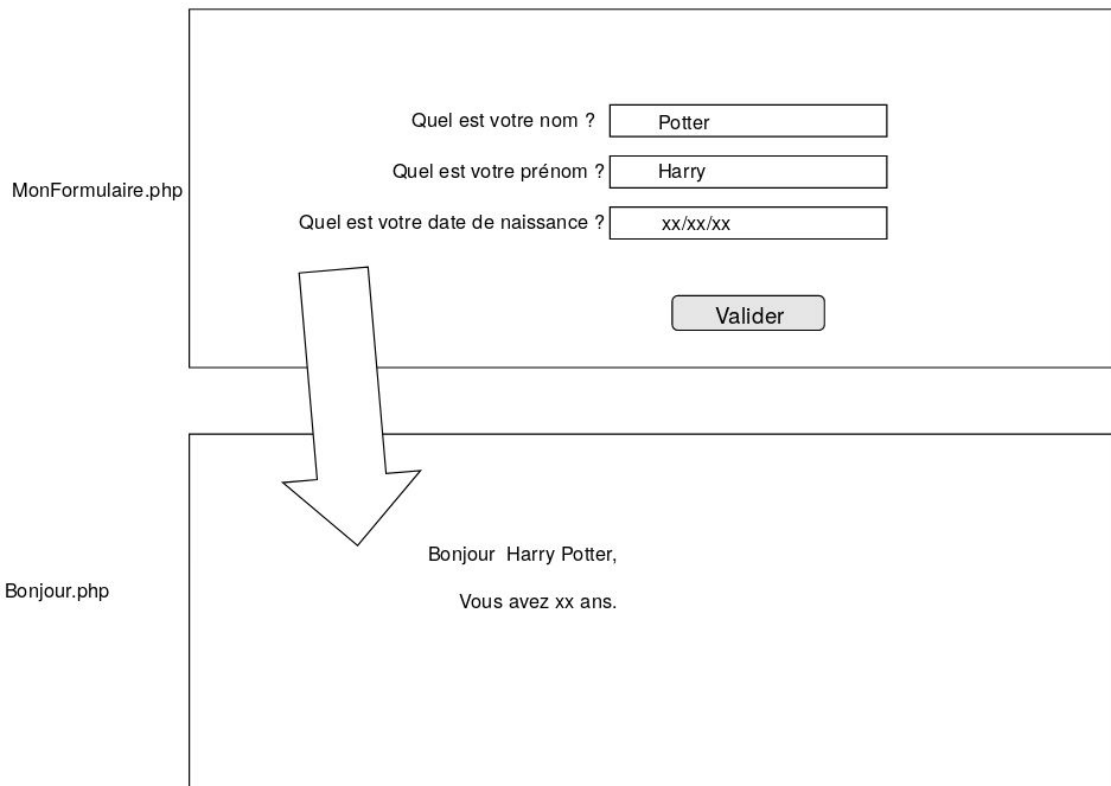 Quel est votre nom ? Potter
Quel est votre prénom ? Harry
MonFormulaire.php
Quel est votre date de naissance ? xx/xx/xx
Valider
Bonjour Harry Potter,
Bonjour.php
Vous avez xx ans.